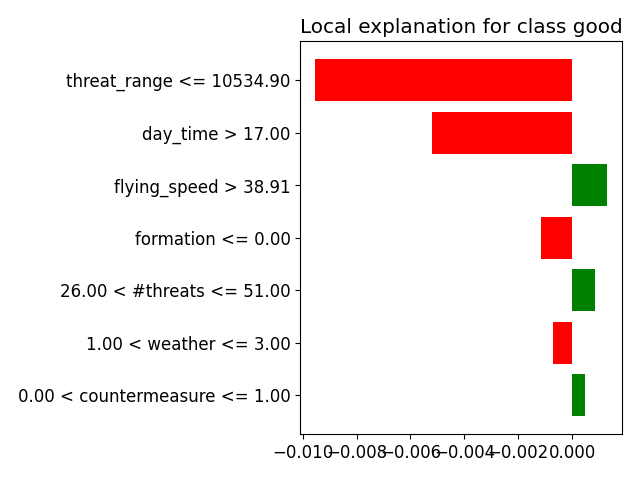 Local explanation for class good
threat_range <= 10534.90
day_time > 17.00
flying_speed > 38.91
formation <= 0.00
26.00 < #threats <= 51.00
1.00 < weather <= 3.00
0.00 < countermeasure <= 1.00
−0.010 −0.008 −0.006 −0.004 −0.002 0.000